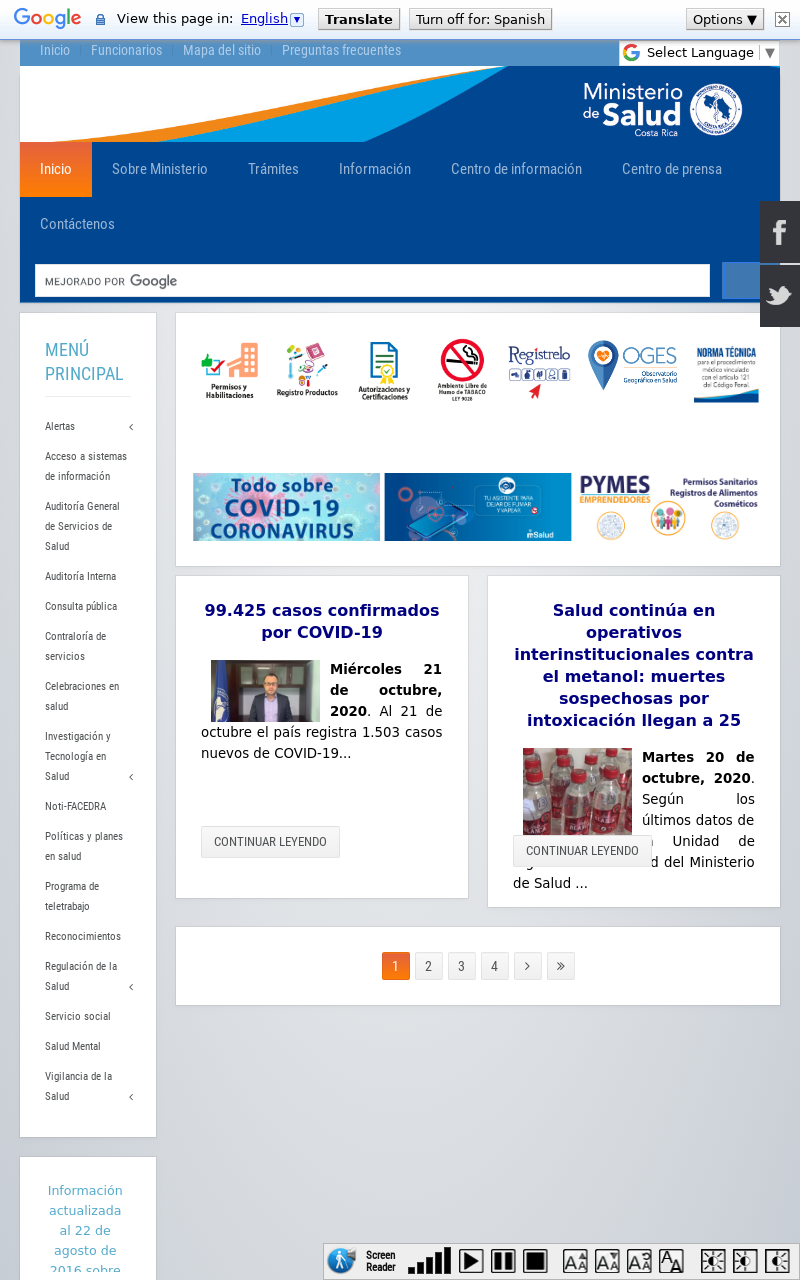 Google View this page in: English Translate Turn off for: Spanish Options ▼
Inicio Funcionarios Mapa del sitio Preguntas frecuentes
Select Language ▼
Ministerio
de Salud
Costa Rica
Inicio Sobre Ministerio Trámites Información Centro de información Centro de prensa
Contáctenos
MEJORADO POR Google
MENÚ
PRINCIPAL
Alertas
Acceso a sistemas
de información
Auditoría General
de Servicios de
Salud
Auditoría Interna
Consulta pública
Contraloría de
servicios
Celebraciones en
salud
Investigación y
Tecnología en
Salud
Noti-FACEDRA
Políticas y planes
en salud
Programa de
teletrabajo
Reconocimientos
Regulación de la
Salud
Servicio social
Salud Mental
Vigilancia de la
Salud
Información
actualizada
al 22 de
agosto de
2016 sobre
Permisos y
Habilitaciones
Registro Productos
Autorizaciones y
Certificaciones
Ambiente Libre de
Humo de TABACO
LEY 9028
Regístrelo
OGES
Observatorio
Geográfico en Salud
NORMA TÉCNICA
para el procedimiento
médico vinculado
con el artículo 121
del Código Penal.
Todo sobre
COVID-19
CORONAVIRUS
TU ASISTENTE PARA
DEJAR DE FUMAR
Y VAPEAR
mSalud
PYMES
EMPRENDEDORES
Permisos Sanitarios
Registros de Alimentos
Cosméticos
99.425 casos confirmados
por COVID-19
Miércoles 21
de octubre,
2020. Al 21 de
octubre el país registra 1.503 casos
nuevos de COVID-19...
CONTINUAR LEYENDO
Salud continúa en
operativos
interinstitucionales contra
el metanol: muertes
sospechosas por
intoxicación llegan a 25
Martes 20 de
octubre, 2020.
Según los
últimos datos de
Unidad de
d del Ministerio
de Salud ...
CONTINUAR LEYENDO
1 2 3 4 › »
Screen
Reader